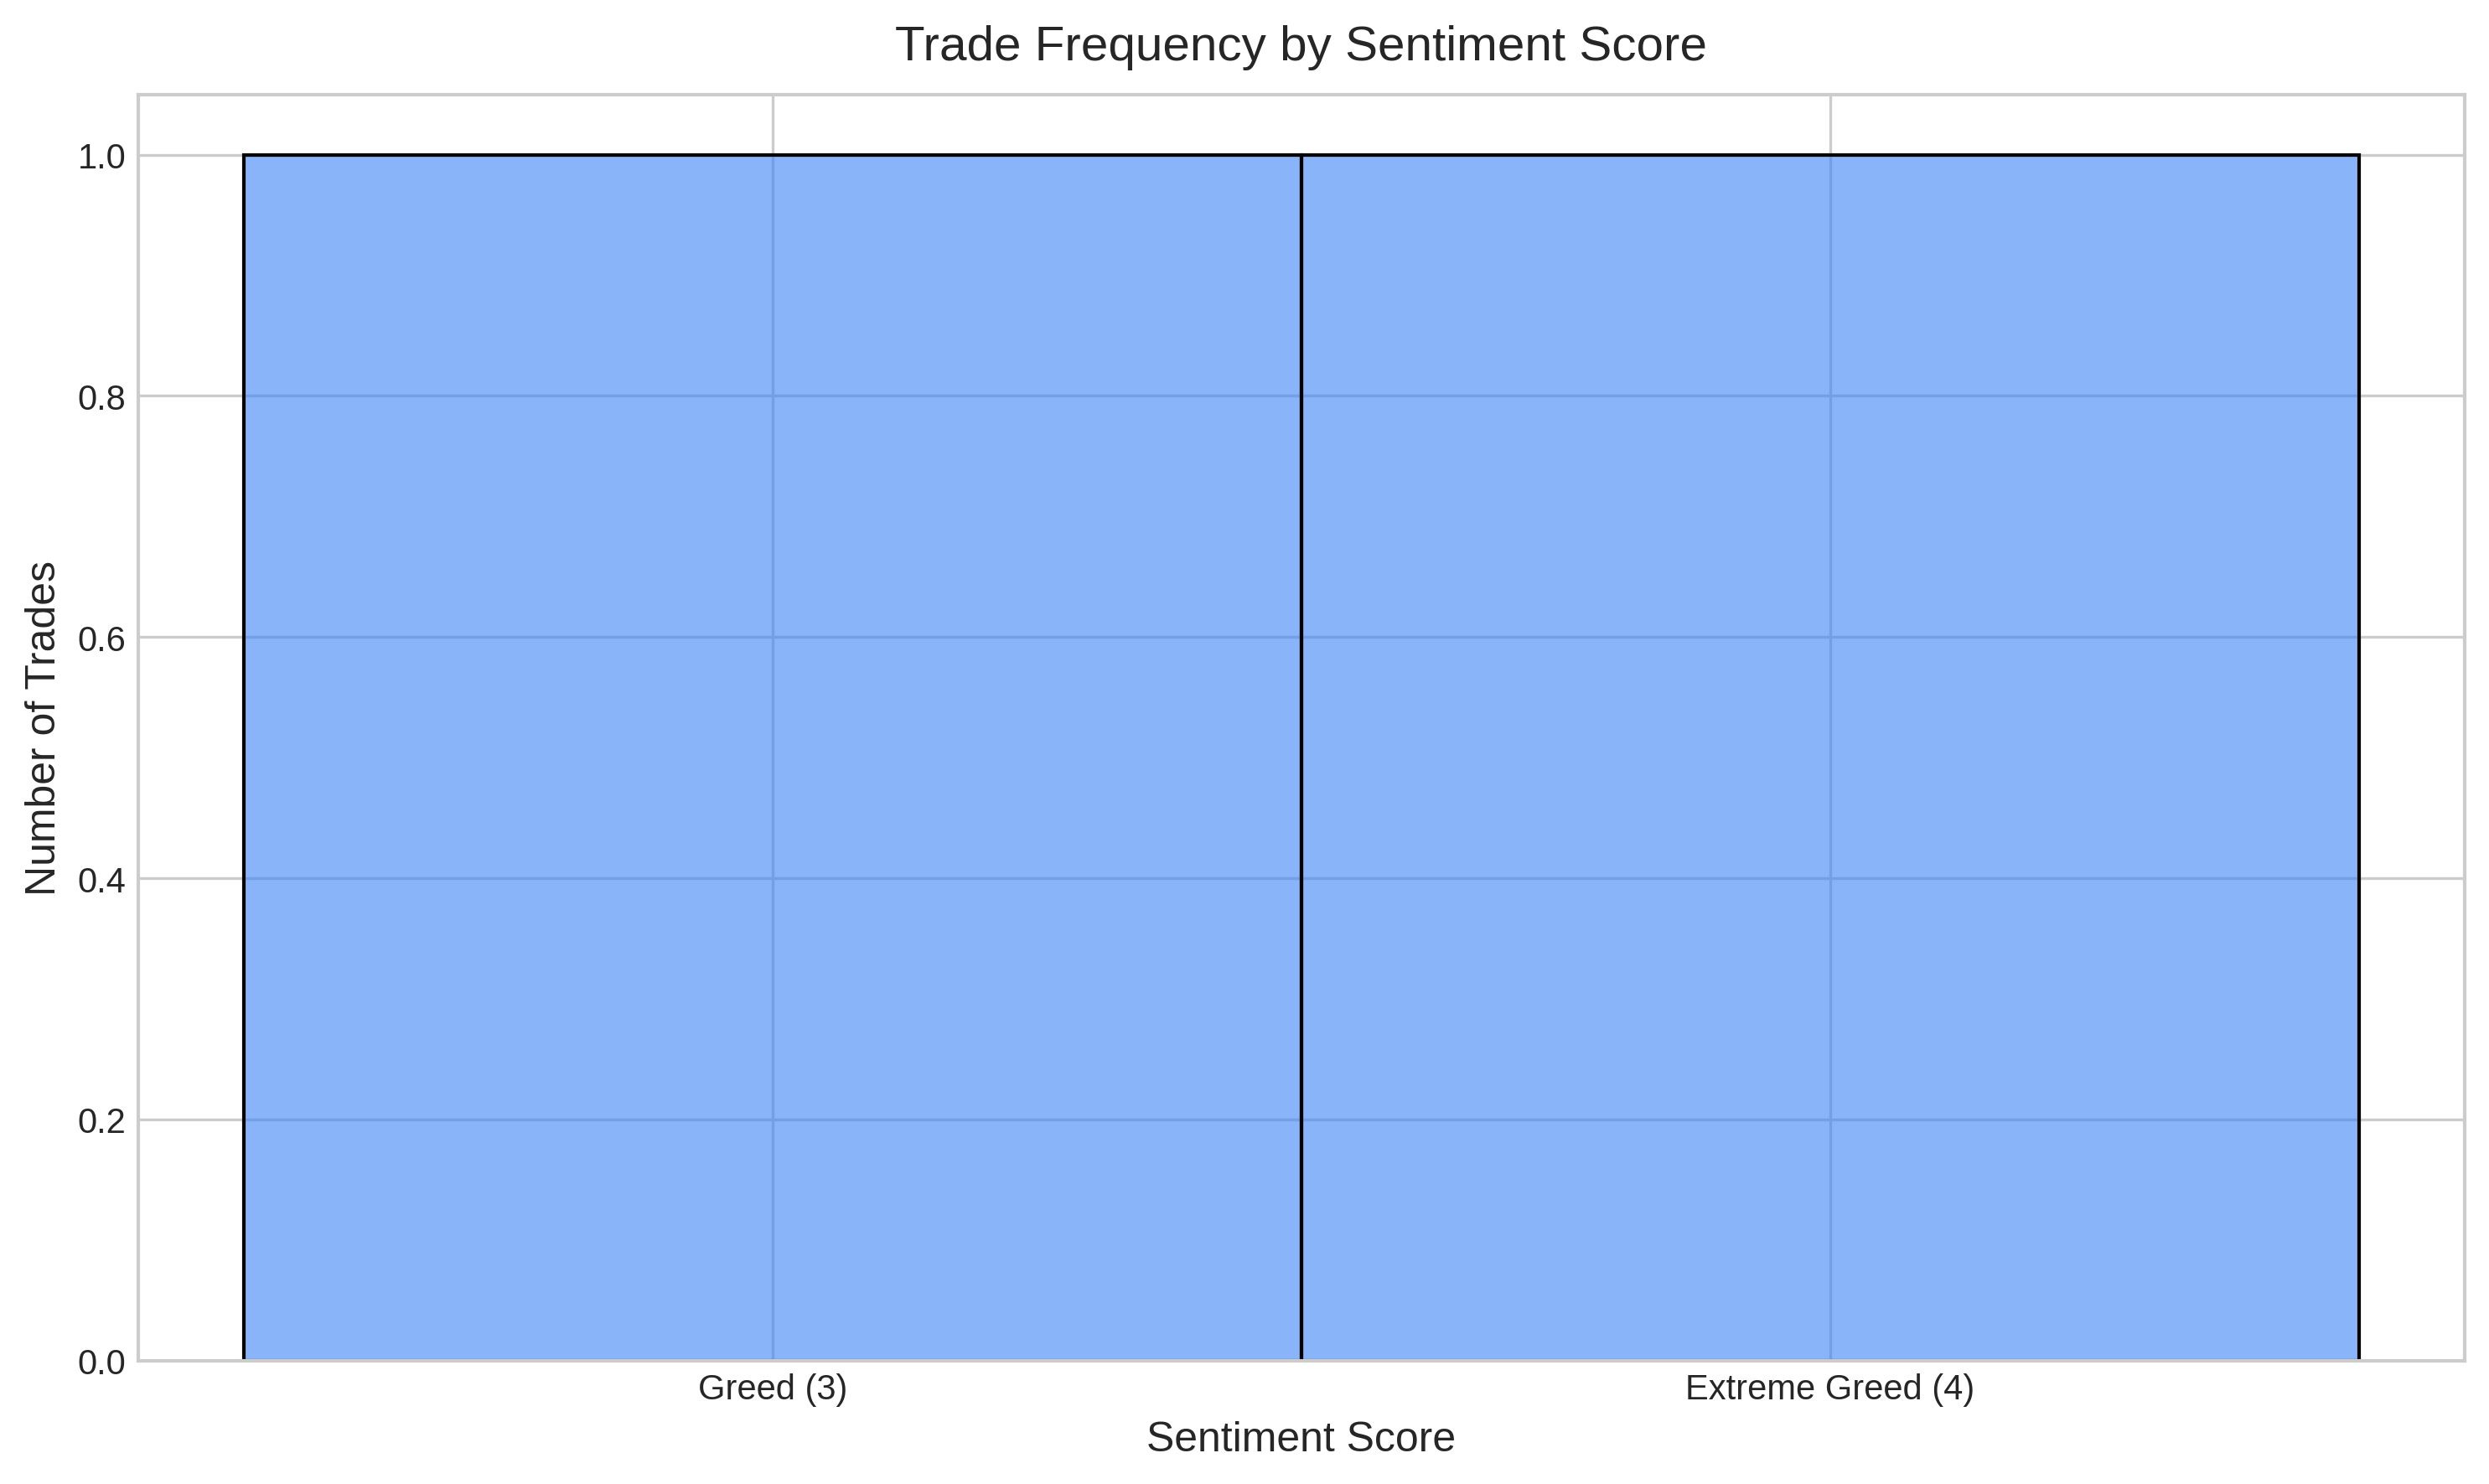 Trade Frequency by Sentiment Score
1.0
0.8
0.6
0.4
0.2
0.0
Number of Trades
Greed (3)
Extreme Greed (4)
Sentiment Score